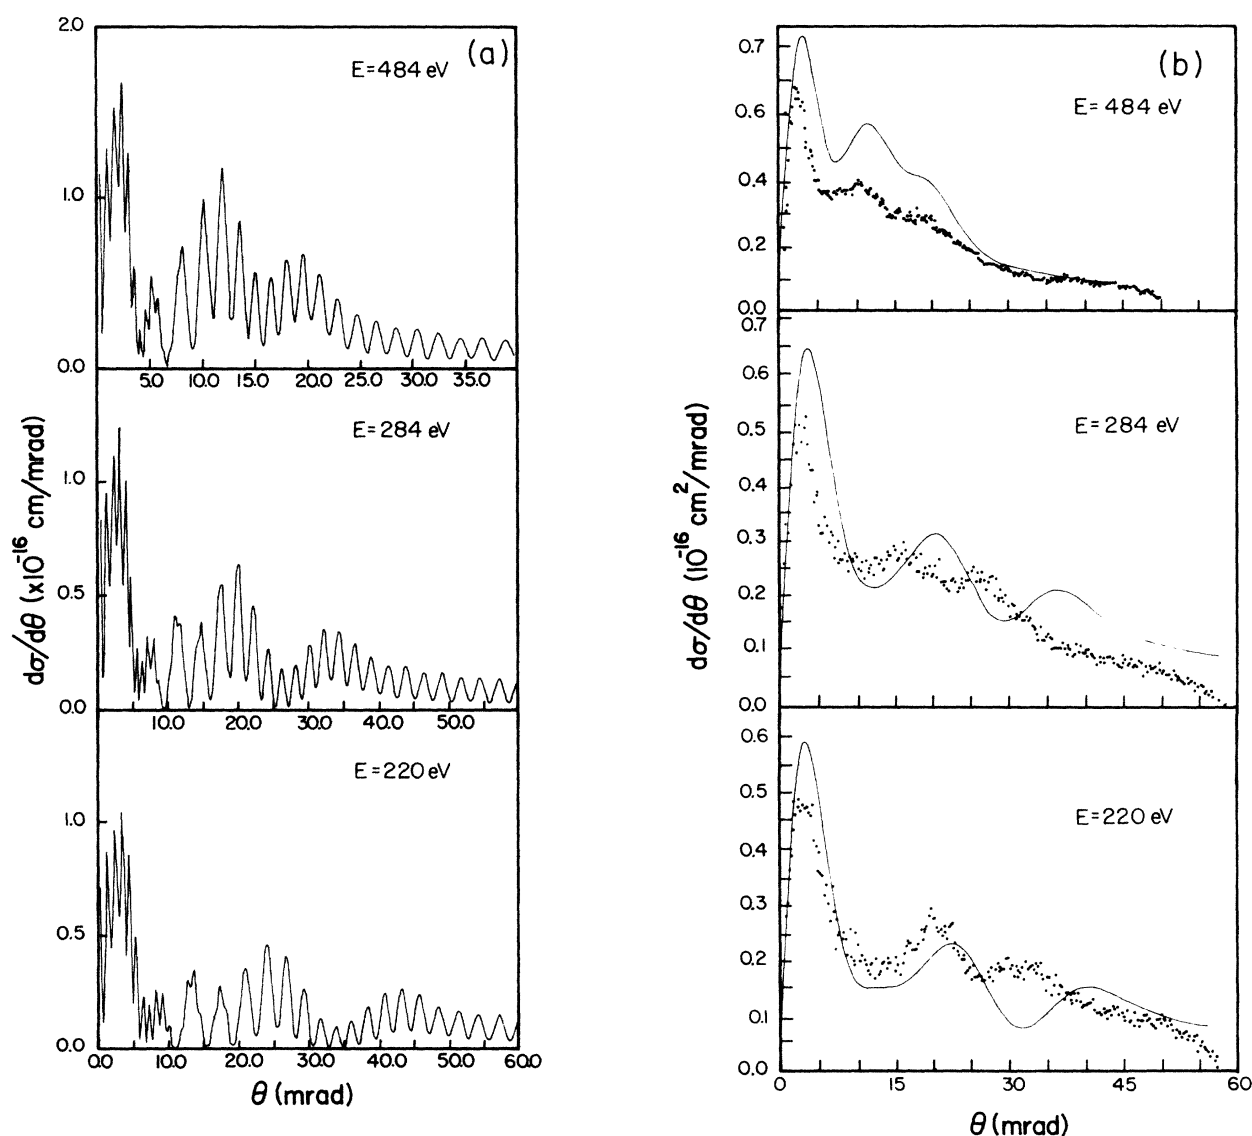 (a)
E=484 eV
2.0
1.0
0.0
5.0 10.0 15.0 20.0 25.0 30.0 35.0
E=284 eV
1.0
0.5
0.0
10.0 20.0 30.0 40.0 50.0
E=220 eV
1.0
0.5
0.0
0.0 10.0 20.0 30.0 40.0 50.0 60.0
dσ/dθ (x10⁻¹⁶ cm/mrad)
θ (mrad)
(b)
E=484 eV
0.7
0.6
0.4
0.2
0.0
E=284 eV
0.7
0.6
0.5
0.4
0.3
0.2
0.1
0.0
E=220 eV
0.6
0.5
0.4
0.3
0.2
0.1
0.0
0 15 30 45 60
dσ/dθ (10⁻¹⁶ cm²/mrad)
θ (mrad)